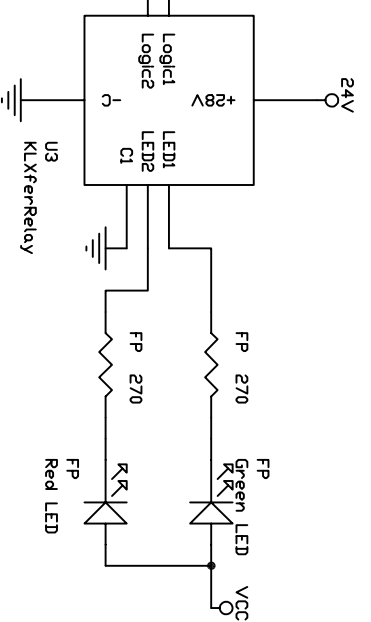 24V
Logic1
Logic2
+28V
-C
LED1
LED2
C1
U3
KLXferRelay
FP 270
FP 270
FP
Green LED
FP
Red LED
VCC